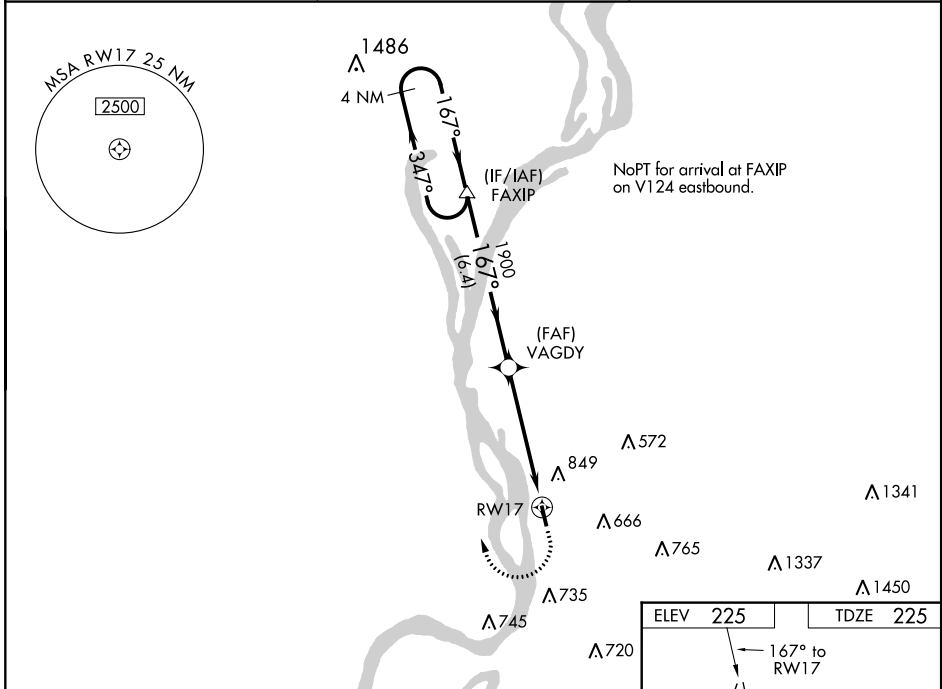 MSA RW17 25 NM
2500
1486
4 NM
167°
347°
(IF/IAF)
FAXIP
NoPT for arrival at FAXIP
on V124 eastbound.
1900
167°
(6.4)
(FAF)
VAGDY
572
849
1341
RW17
666
765
1337
1450
735
745
720
ELEV 225
TDZE 225
167° to
RW17